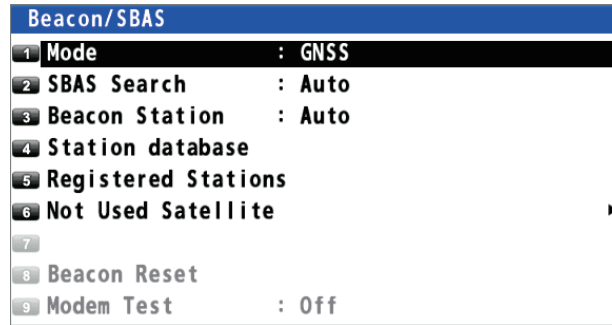 Beacon/SBAS
1 Mode : GNSS
2 SBAS Search : Auto
3 Beacon Station : Auto
4 Station database
5 Registered Stations
6 Not Used Satellite
7
8 Beacon Reset
9 Modem Test : Off